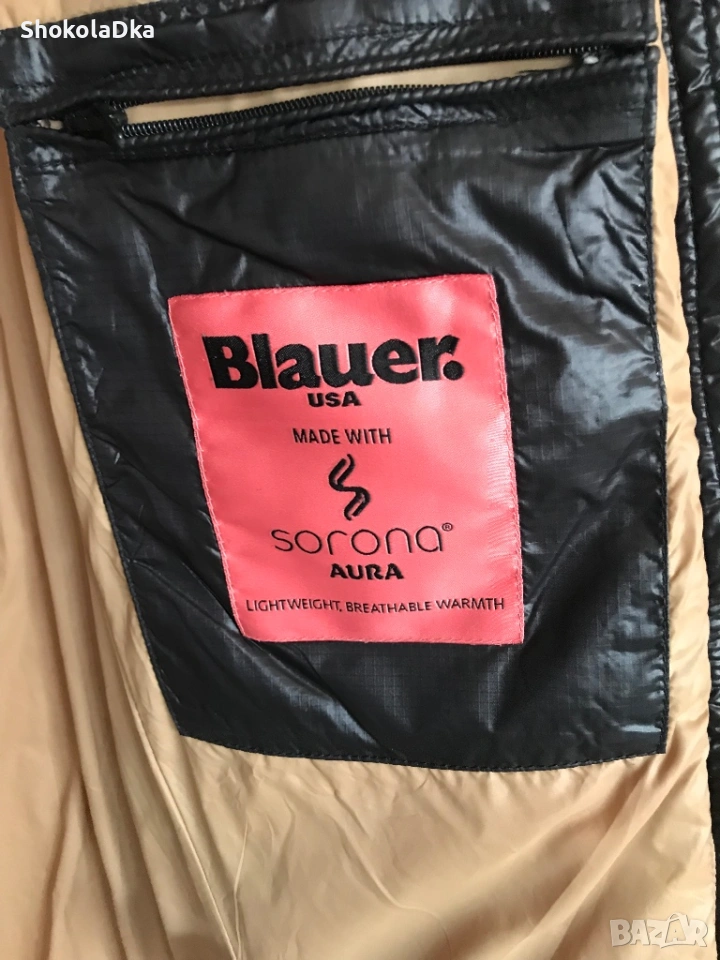 ShokolaDka
Blauer.
USA
MADE WITH
sorona®
AURA
LIGHTWEIGHT, BREATHABLE WARMTH
BAZAR